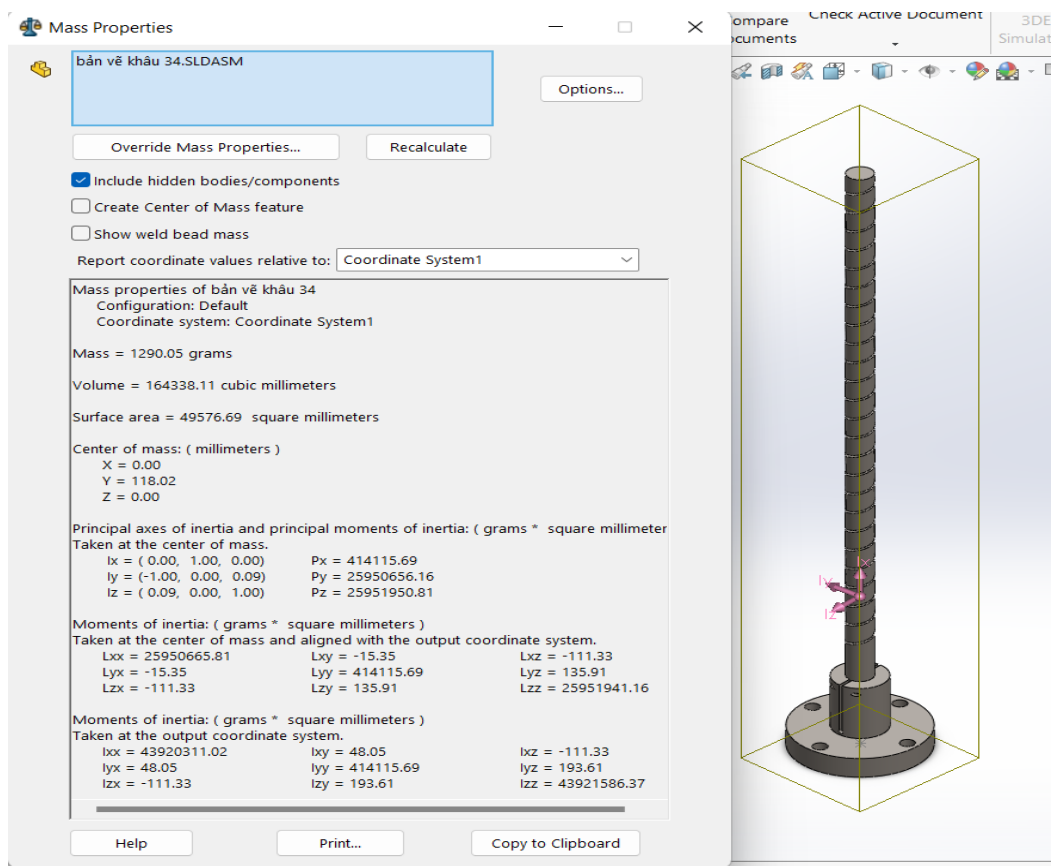 Mass Properties
bản vẽ khâu 34.SLDASM
Options...
Override Mass Properties...
Recalculate
Include hidden bodies/components
Create Center of Mass feature
Show weld bead mass
Report coordinate values relative to:
Coordinate System1
Mass properties of bản vẽ khâu 34
Configuration: Default
Coordinate system: Coordinate System1
Mass = 1290.05 grams
Volume = 164338.11 cubic millimeters
Surface area = 49576.69 square millimeters
Center of mass: ( millimeters )
X = 0.00
Y = 118.02
Z = 0.00
Principal axes of inertia and principal moments of inertia: ( grams * square millimeter
Taken at the center of mass.
Ix = ( 0.00, 1.00, 0.00) Px = 414115.69
Iy = (-1.00, 0.00, 0.09) Py = 25950656.16
Iz = ( 0.09, 0.00, 1.00) Pz = 25951950.81
Moments of inertia: ( grams * square millimeters )
Taken at the center of mass and aligned with the output coordinate system.
Lxx = 25950665.81 Lxy = -15.35 Lxz = -111.33
Lyx = -15.35 Lyy = 414115.69 Lyz = 135.91
Lzx = -111.33 Lzy = 135.91 Lzz = 25951941.16
Moments of inertia: ( grams * square millimeters )
Taken at the output coordinate system.
Ixx = 43920311.02 Ixy = 48.05 Ixz = -111.33
Iyx = 48.05 Iyy = 414115.69 Iyz = 193.61
Izx = -111.33 Izy = 193.61 Izz = 43921586.37
Help
Print...
Copy to Clipboard
ompare
ocuments
Check Active Document
3DE
Simulat
Ix
Iy
Iz